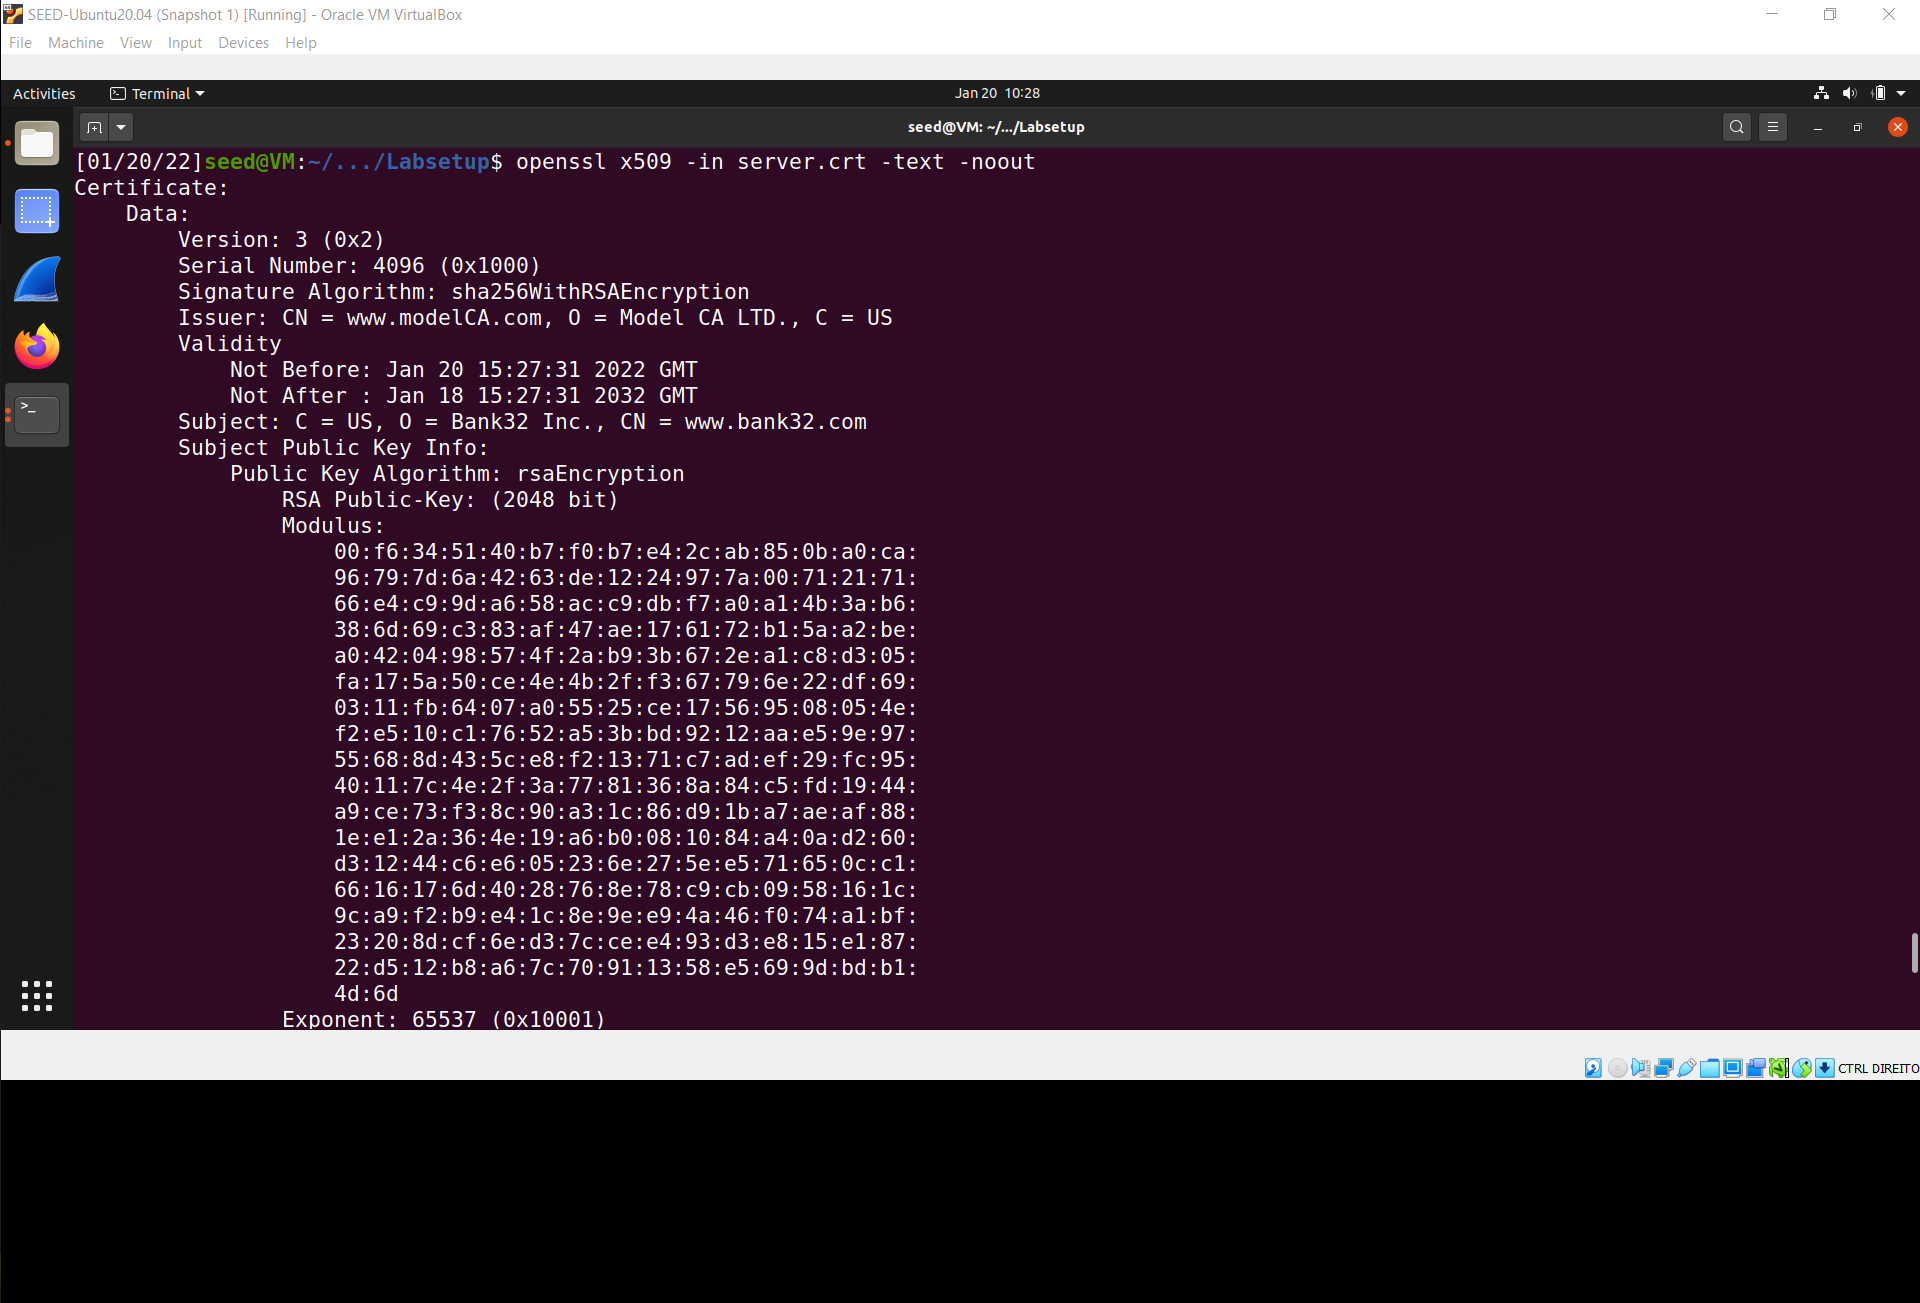 SEED-Ubuntu20.04 (Snapshot 1) [Running] - Oracle VM VirtualBox
File Machine View Input Devices Help
Activities Terminal Jan 20 10:28
seed@VM: ~/.../Labsetup
[01/20/22]seed@VM:~/.../Labsetup$ openssl x509 -in server.crt -text -noout
Certificate:
    Data:
        Version: 3 (0x2)
        Serial Number: 4096 (0x1000)
        Signature Algorithm: sha256WithRSAEncryption
        Issuer: CN = www.modelCA.com, O = Model CA LTD., C = US
        Validity
            Not Before: Jan 20 15:27:31 2022 GMT
            Not After : Jan 18 15:27:31 2032 GMT
        Subject: C = US, O = Bank32 Inc., CN = www.bank32.com
        Subject Public Key Info:
            Public Key Algorithm: rsaEncryption
                RSA Public-Key: (2048 bit)
                Modulus:
                    00:f6:34:51:40:b7:f0:b7:e4:2c:ab:85:0b:a0:ca:
                    96:79:7d:6a:42:63:de:12:24:97:7a:00:71:21:71:
                    66:e4:c9:9d:a6:58:ac:c9:db:f7:a0:a1:4b:3a:b6:
                    38:6d:69:c3:83:af:47:ae:17:61:72:b1:5a:a2:be:
                    a0:42:04:98:57:4f:2a:b9:3b:67:2e:a1:c8:d3:05:
                    fa:17:5a:50:ce:4e:4b:2f:f3:67:79:6e:22:df:69:
                    03:11:fb:64:07:a0:55:25:ce:17:56:95:08:05:4e:
                    f2:e5:10:c1:76:52:a5:3b:bd:92:12:aa:e5:9e:97:
                    55:68:8d:43:5c:e8:f2:13:71:c7:ad:ef:29:fc:95:
                    40:11:7c:4e:2f:3a:77:81:36:8a:84:c5:fd:19:44:
                    a9:ce:73:f3:8c:90:a3:1c:86:d9:1b:a7:ae:af:88:
                    1e:e1:2a:36:4e:19:a6:b0:08:10:84:a4:0a:d2:60:
                    d3:12:44:c6:e6:05:23:6e:27:5e:e5:71:65:0c:c1:
                    66:16:17:6d:40:28:76:8e:78:c9:cb:09:58:16:1c:
                    9c:a9:f2:b9:e4:1c:8e:9e:e9:4a:46:f0:74:a1:bf:
                    23:20:8d:cf:6e:d3:7c:ce:e4:93:d3:e8:15:e1:87:
                    22:d5:12:b8:a6:7c:70:91:13:58:e5:69:9d:bd:b1:
                    4d:6d
                Exponent: 65537 (0x10001)
CTRL DIREITO